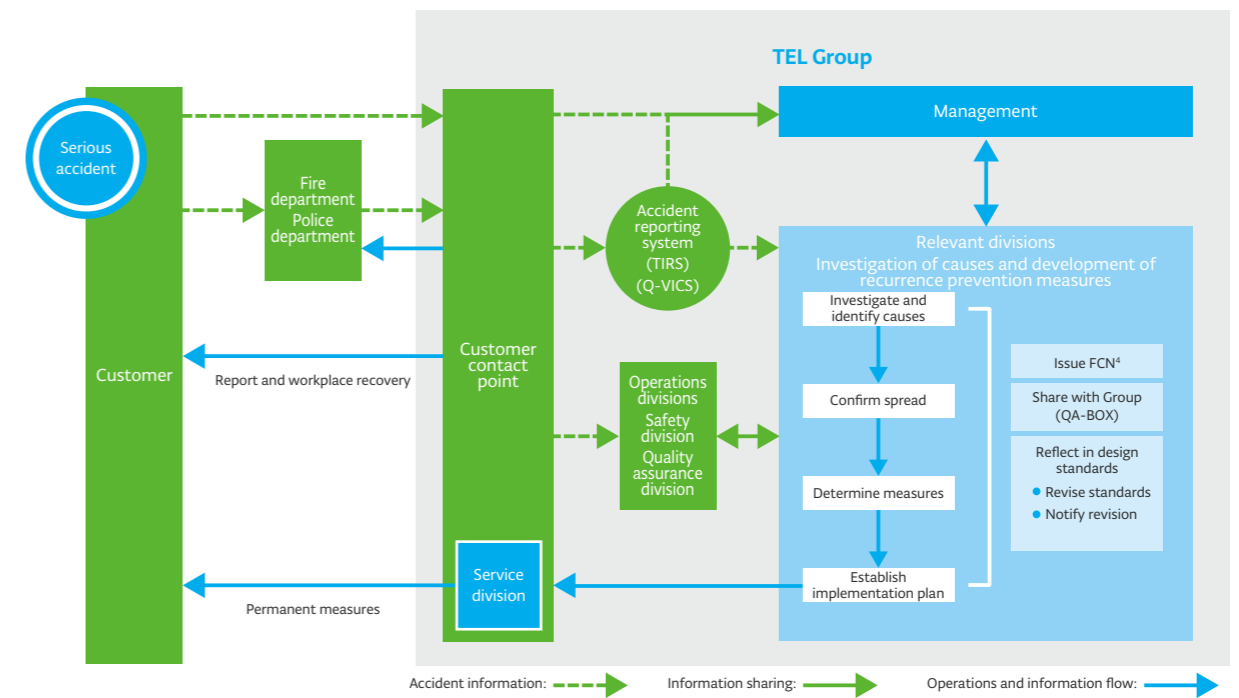 TEL Group
Serious
accident
Customer
Fire
department
Police
department
Customer
contact
point
Report and workplace recovery
Service
division
Permanent measures
Accident
reporting
system
(TIRS)
(Q-VICS)
Operations
divisions
Safety
division
Quality
assurance
division
Management
Relevant divisions
Investigation of causes and development of
recurrence prevention measures
Investigate and
identify causes
Confirm spread
Determine measures
Establish
implementation plan
Issue FCN⁴
Share with Group
(QA-BOX)
Reflect in design
standards
● Revise standards
● Notify revision
Accident information:
Information sharing:
Operations and information flow: